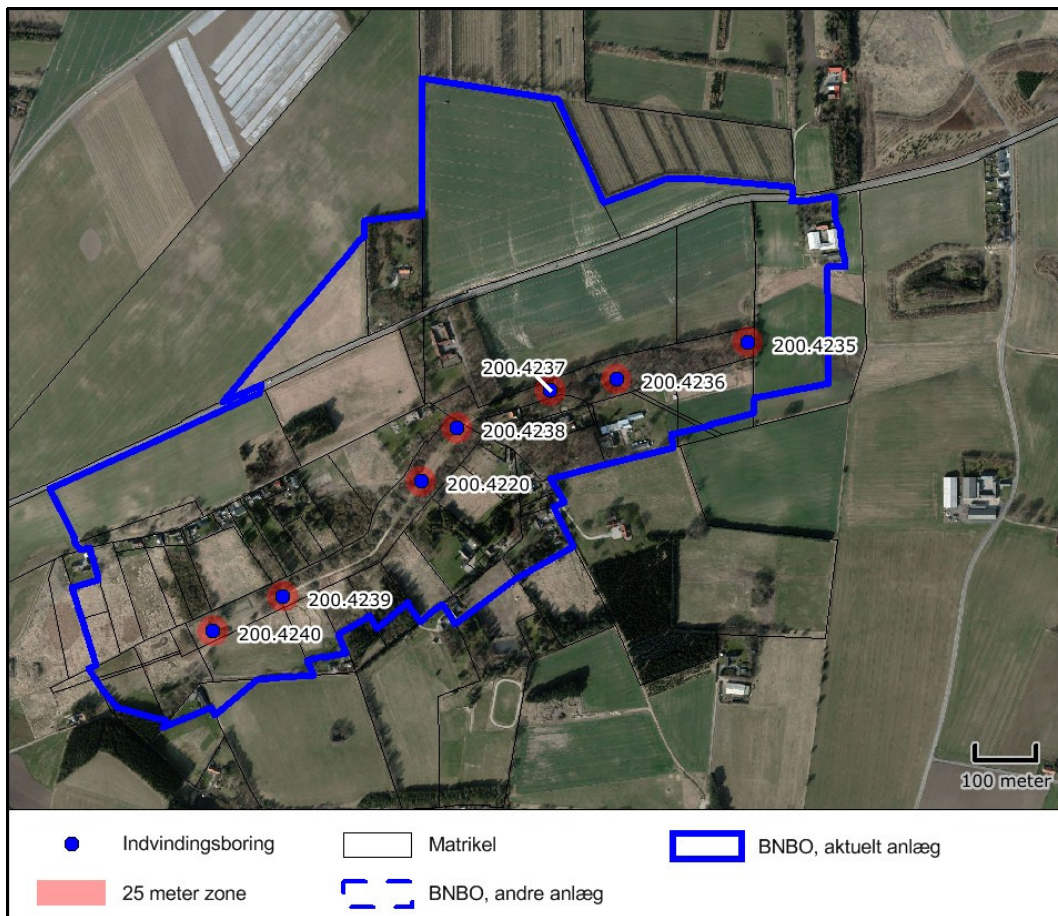 200.4235
200.4237
200.4236
200.4238
200.4220
200.4239
200.4240
100 meter
Indvindingsboring
Matrikel
BNBO, aktuelt anlæg
25 meter zone
BNBO, andre anlæg